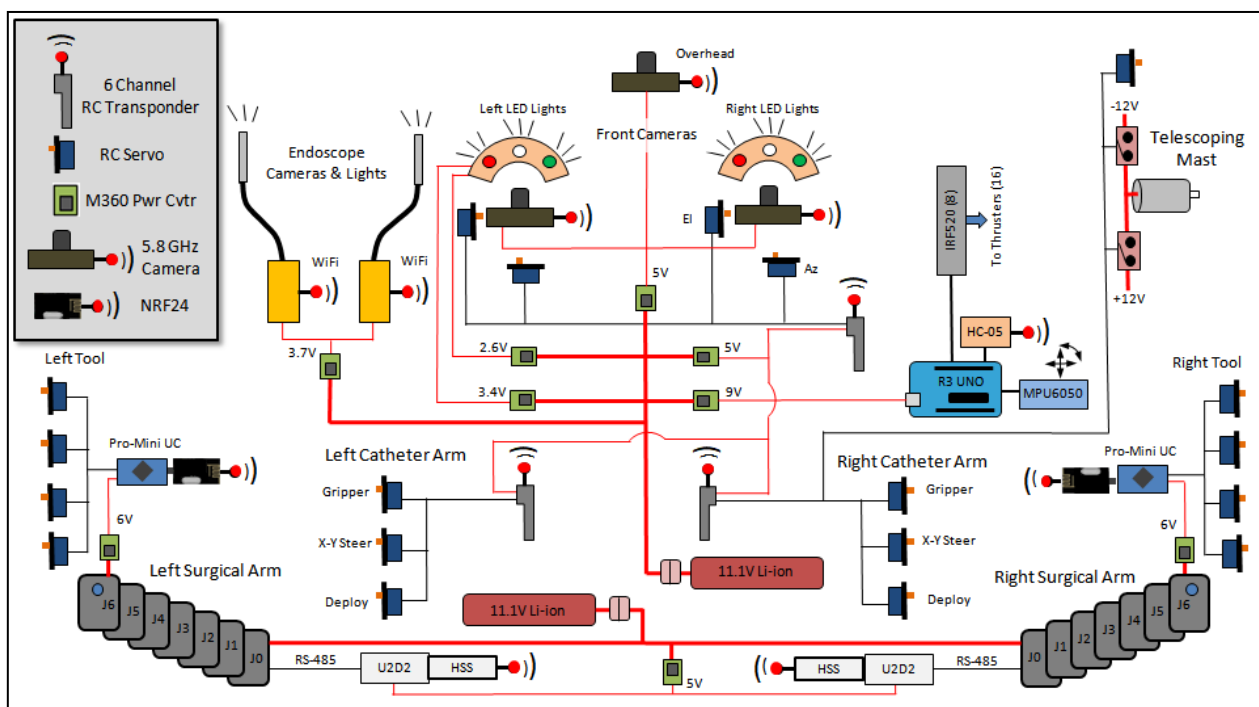 6 Channel
RC Transponder
RC Servo
M360 Pwr Cvtr
5.8 GHz
Camera
NRF24
Overhead
Left LED Lights
Right LED Lights
Front Cameras
Endoscope
Cameras & Lights
WiFi
WiFi
El
Az
5V
3.7V
2.6V
5V
3.4V
9V
IRF520 (8)
To Thrusters (16)
HC-05
R3 UNO
MPU6050
-12V
Telescoping
Mast
+12V
Left Tool
Pro-Mini UC
6V
Left Surgical Arm
J6
J5
J4
J3
J2
J1
J0
Left Catheter Arm
Gripper
X-Y Steer
Deploy
Right Catheter Arm
Gripper
X-Y Steer
Deploy
Right Tool
Pro-Mini UC
6V
Right Surgical Arm
J6
J5
J4
J3
J2
J1
J0
11.1V Li-ion
11.1V Li-ion
RS-485
U2D2
HSS
5V
HSS
U2D2
RS-485